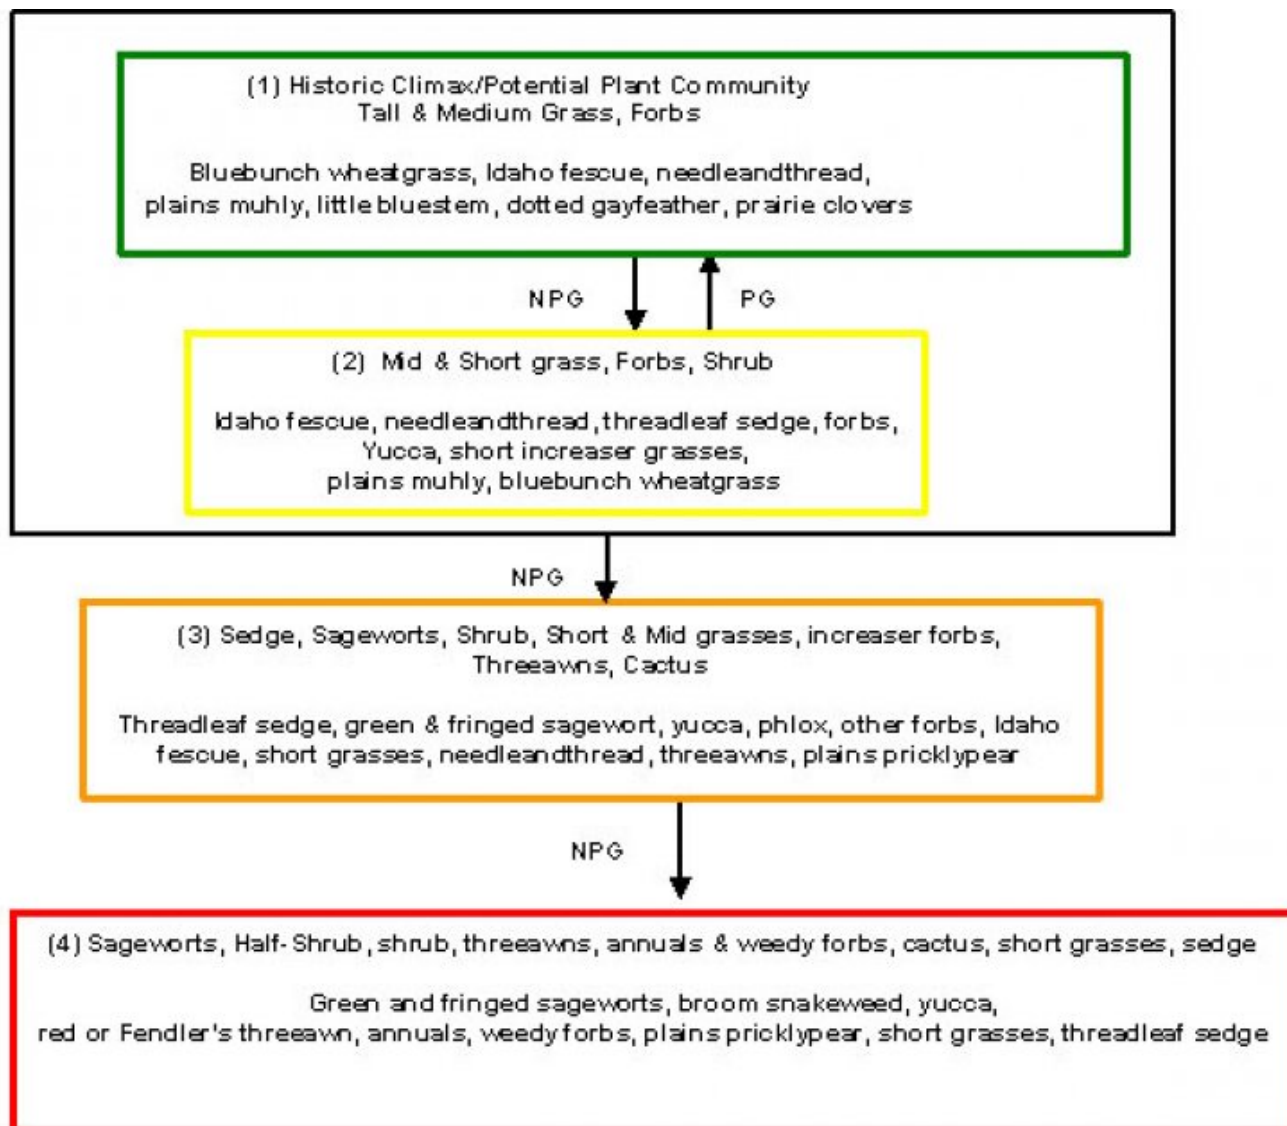 (1) Historic Climax/Potential Plant Community
Tall & Medium Grass, Forbs
Bluebunch wheatgrass, Idaho fescue, needleandthread,
plains muhly, little bluestem, dotted gayfeather, prairie clovers
NPG
PG
(2) Mid & Short grass, Forbs, Shrub
Idaho fescue, needleandthread, threadleaf sedge, forbs,
Yucca, short increaser grasses,
plains muhly, bluebunch wheatgrass
NPG
(3) Sedge, Sageworts, Shrub, Short & Mid grasses, increaser forbs,
Threeawns, Cactus
Threadleaf sedge, green & fringed sagewort, yucca, phlox, other forbs, Idaho
fescue, short grasses, needleandthread, threeawns, plains pricklypear
NPG
(4) Sageworts, Half-Shrub, shrub, threeawns, annuals & weedy forbs, cactus, short grasses, sedge
Green and fringed sageworts, broom snakeweed, yucca,
red or Fendler's threeawn, annuals, weedy forbs, plains pricklypear, short grasses, threadleaf sedge